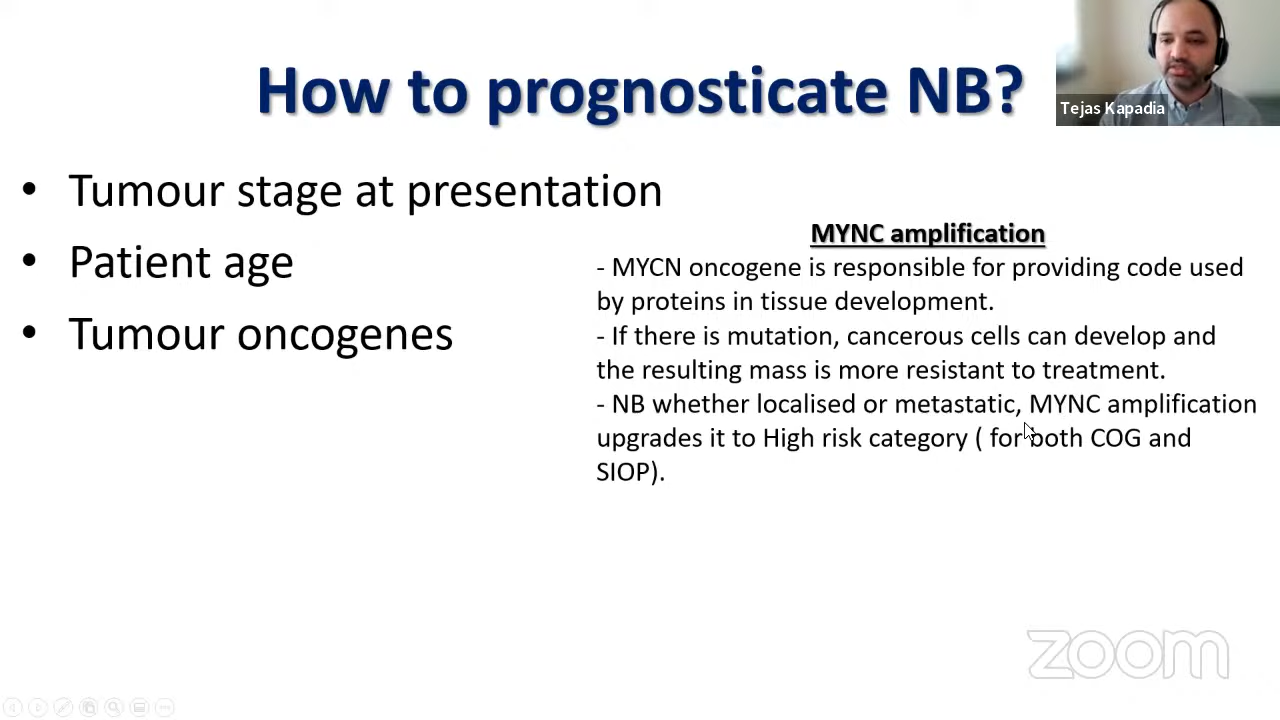 How to prognosticate NB?
Tejas Kapadia
• Tumour stage at presentation
• Patient age
• Tumour oncogenes
MYNC amplification
- MYCN oncogene is responsible for providing code used
by proteins in tissue development.
- If there is mutation, cancerous cells can develop and
the resulting mass is more resistant to treatment.
- NB whether localised or metastatic, MYNC amplification
upgrades it to High risk category ( for both COG and
SIOP).
zoom